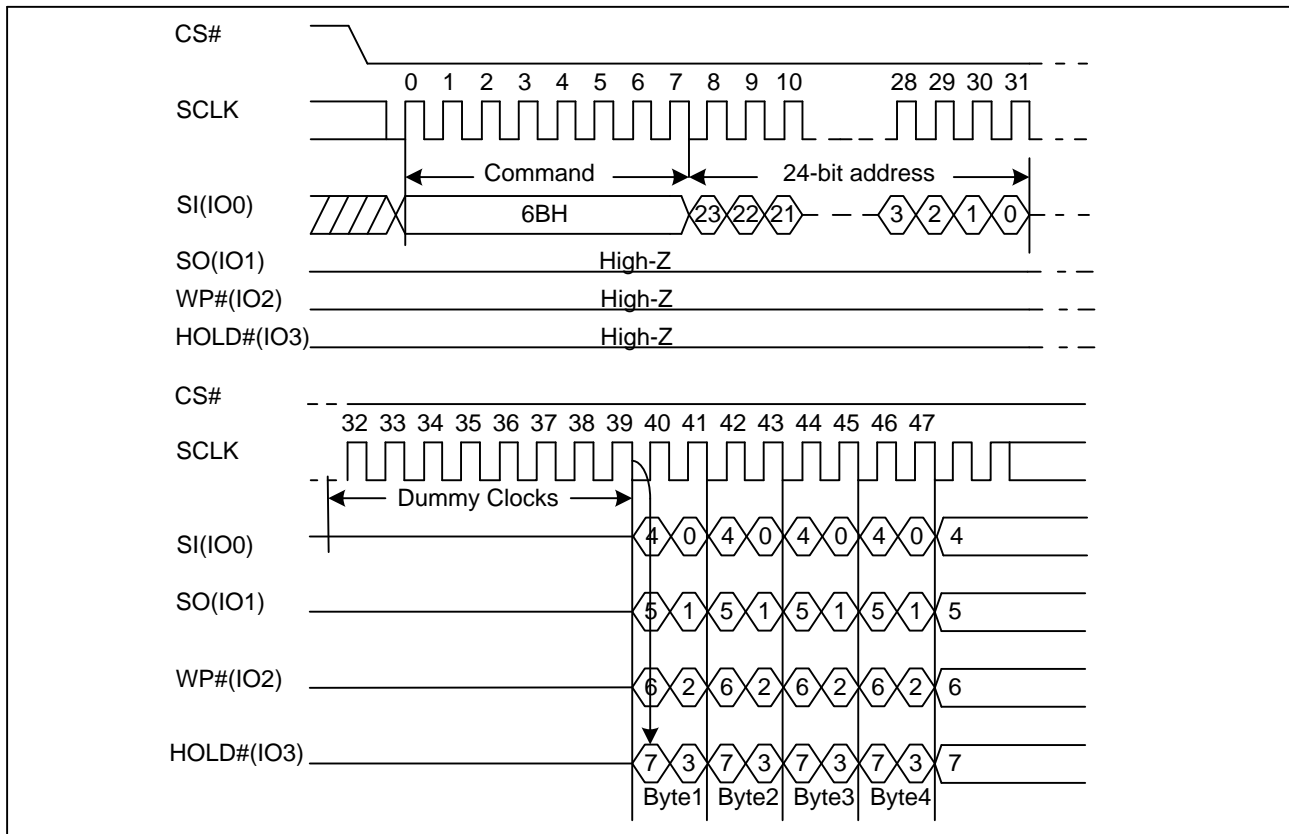 CS#
0 1 2 3 4 5 6 7 8 9 10 28 29 30 31
SCLK
Command 24-bit address
SI(IO0) 6BH 23 22 21 3 2 1 0
SO(IO1) High-Z
WP#(IO2) High-Z
HOLD#(IO3) High-Z
CS#
32 33 34 35 36 37 38 39 40 41 42 43 44 45 46 47
SCLK
Dummy Clocks
SI(IO0) 4 0 4 0 4 0 4 0 4
SO(IO1) 5 1 5 1 5 1 5 1 5
WP#(IO2) 6 2 6 2 6 2 6 2 6
HOLD#(IO3) 7 3 7 3 7 3 7 3 7
Byte1 Byte2 Byte3 Byte4